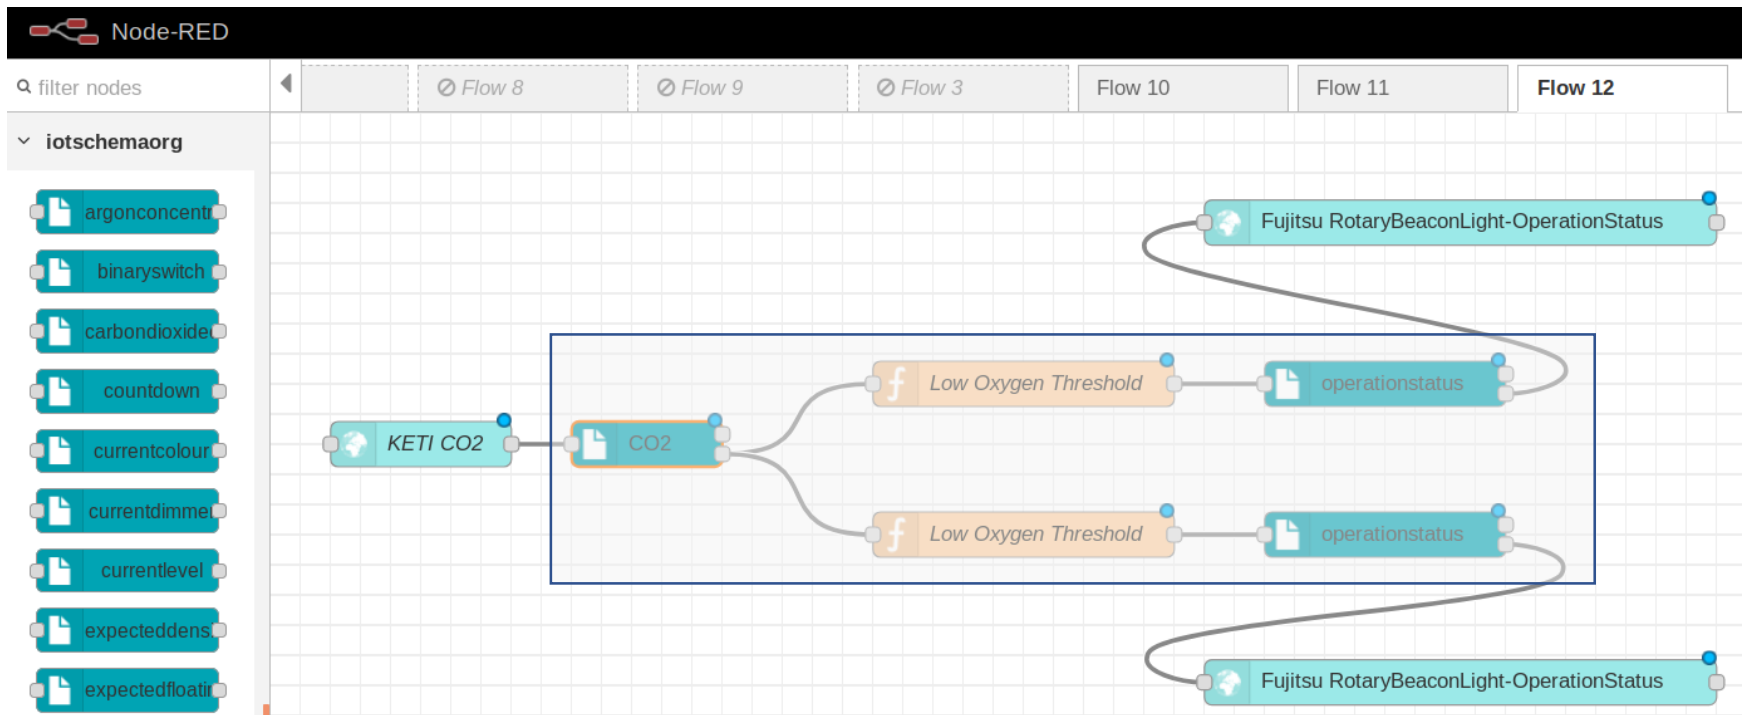 Node-RED
filter nodes
Flow 8
Flow 9
Flow 3
Flow 10
Flow 11
Flow 12
iotschemaorg
argonconcentr
binaryswitch
carbondioxide
countdown
currentcolour
currentdimme
currentlevel
expecteddens
expectedfloatin
Fujitsu RotaryBeaconLight-OperationStatus
Low Oxygen Threshold
operationstatus
KETI CO2
CO2
Low Oxygen Threshold
operationstatus
Fujitsu RotaryBeaconLight-OperationStatus